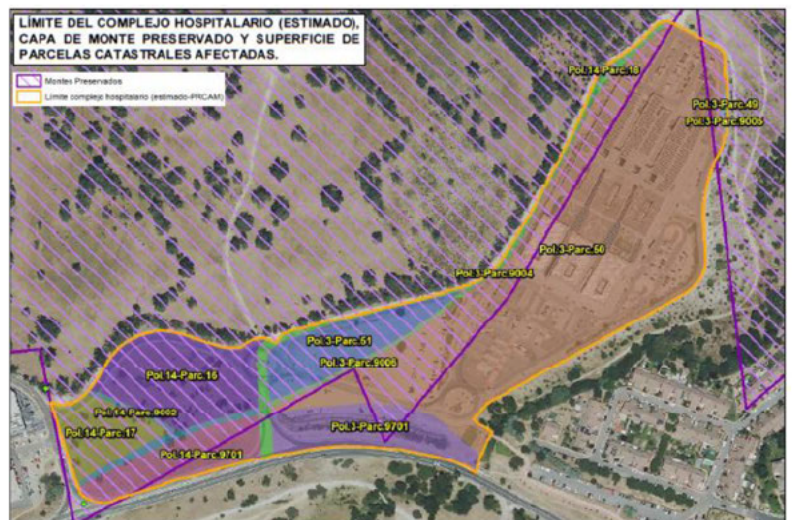 LÍMITE DEL COMPLEJO HOSPITALARIO (ESTIMADO),
CAPA DE MONTE PRESERVADO Y SUPERFICIE DE
PARCELAS CATASTRALES AFECTADAS.
Montes Preservados
Límite complejo hospitalario (estimado-PRCAM)
Pol.14-Parc.18
Pol.3-Parc.49
Pol.3-Parc.9005
Pol.3-Parc.50
Pol.3-Parc.9004
Pol.3-Parc.51
Pol.3-Parc.9006
Pol.14-Parc.16
Pol.14-Parc.9002
Pol.14-Parc.17
Pol.3-Parc.9701
Pol.14-Parc.9701